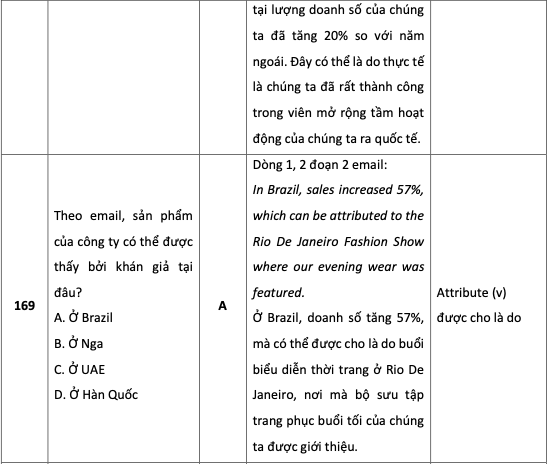 tại lượng doanh số của chúng
ta đã tăng 20% so với năm
ngoái. Đây có thể là do thực tế
là chúng ta đã rất thành công
trong viên mở rộng tầm hoạt
động của chúng ta ra quốc tế.
169
Theo email, sản phẩm
của công ty có thể được
thấy bởi khán giả tại
đâu?
A. Ở Brazil
B. Ở Nga
C. Ở UAE
D. Ở Hàn Quốc
A
Dòng 1, 2 đoạn 2 email:
In Brazil, sales increased 57%,
which can be attributed to the
Rio De Janeiro Fashion Show
where our evening wear was
featured.
Ở Brazil, doanh số tăng 57%,
mà có thể được cho là do buổi
biểu diễn thời trang ở Rio De
Janeiro, nơi mà bộ sưu tập
trang phục buổi tối của chúng
ta được giới thiệu.
Attribute (v)
được cho là do